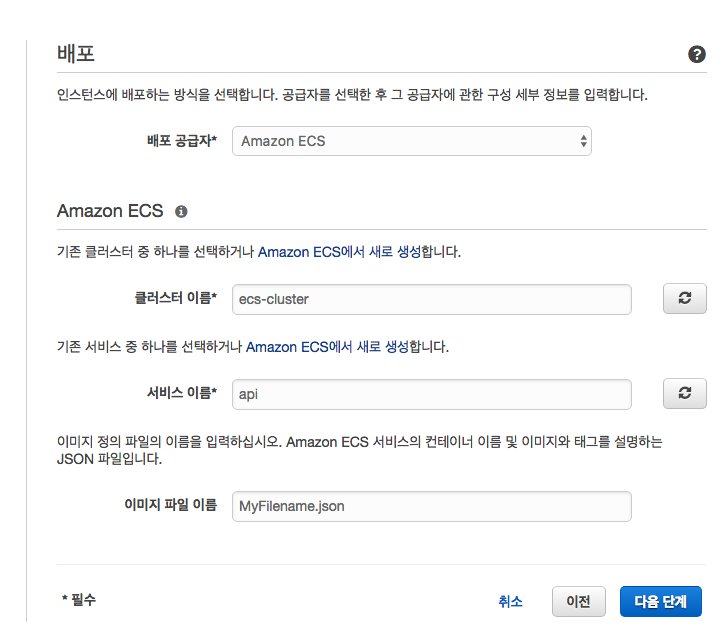 배포
인스턴스에 배포하는 방식을 선택합니다. 공급자를 선택한 후 그 공급자에 관한 구성 세부 정보를 입력합니다.
배포 공급자* Amazon ECS
Amazon ECS
기존 클러스터 중 하나를 선택하거나 Amazon ECS에서 새로 생성합니다.
클러스터 이름* ecs-cluster
기존 서비스 중 하나를 선택하거나 Amazon ECS에서 새로 생성합니다.
서비스 이름* api
이미지 정의 파일의 이름을 입력하십시오. Amazon ECS 서비스의 컨테이너 이름 및 이미지와 태그를 설명하는
JSON 파일입니다.
이미지 파일 이름 MyFilename.json
* 필수 취소 이전 다음 단계